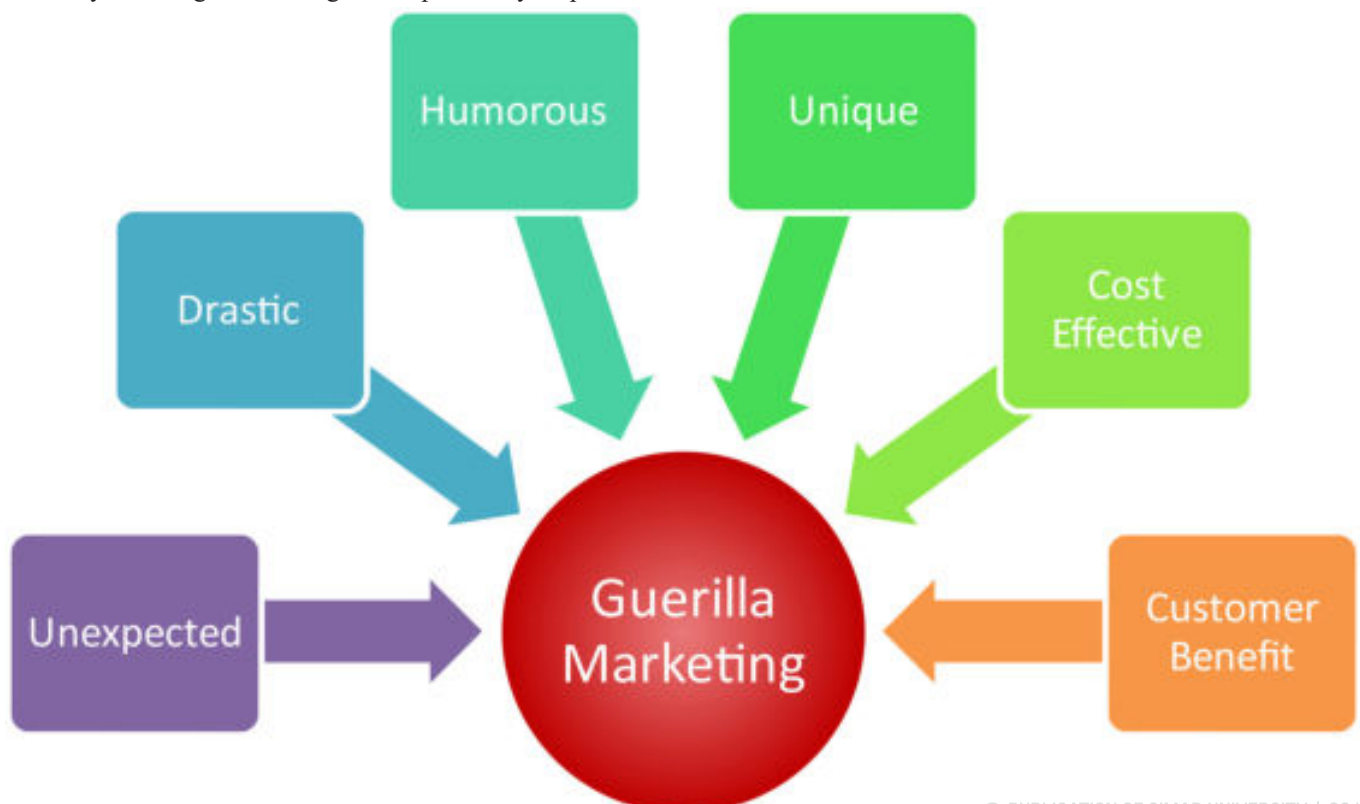 Humorous
Unique
Drastic
Cost
Effective
Unexpected
Guerilla
Marketing
Customer
Benefit